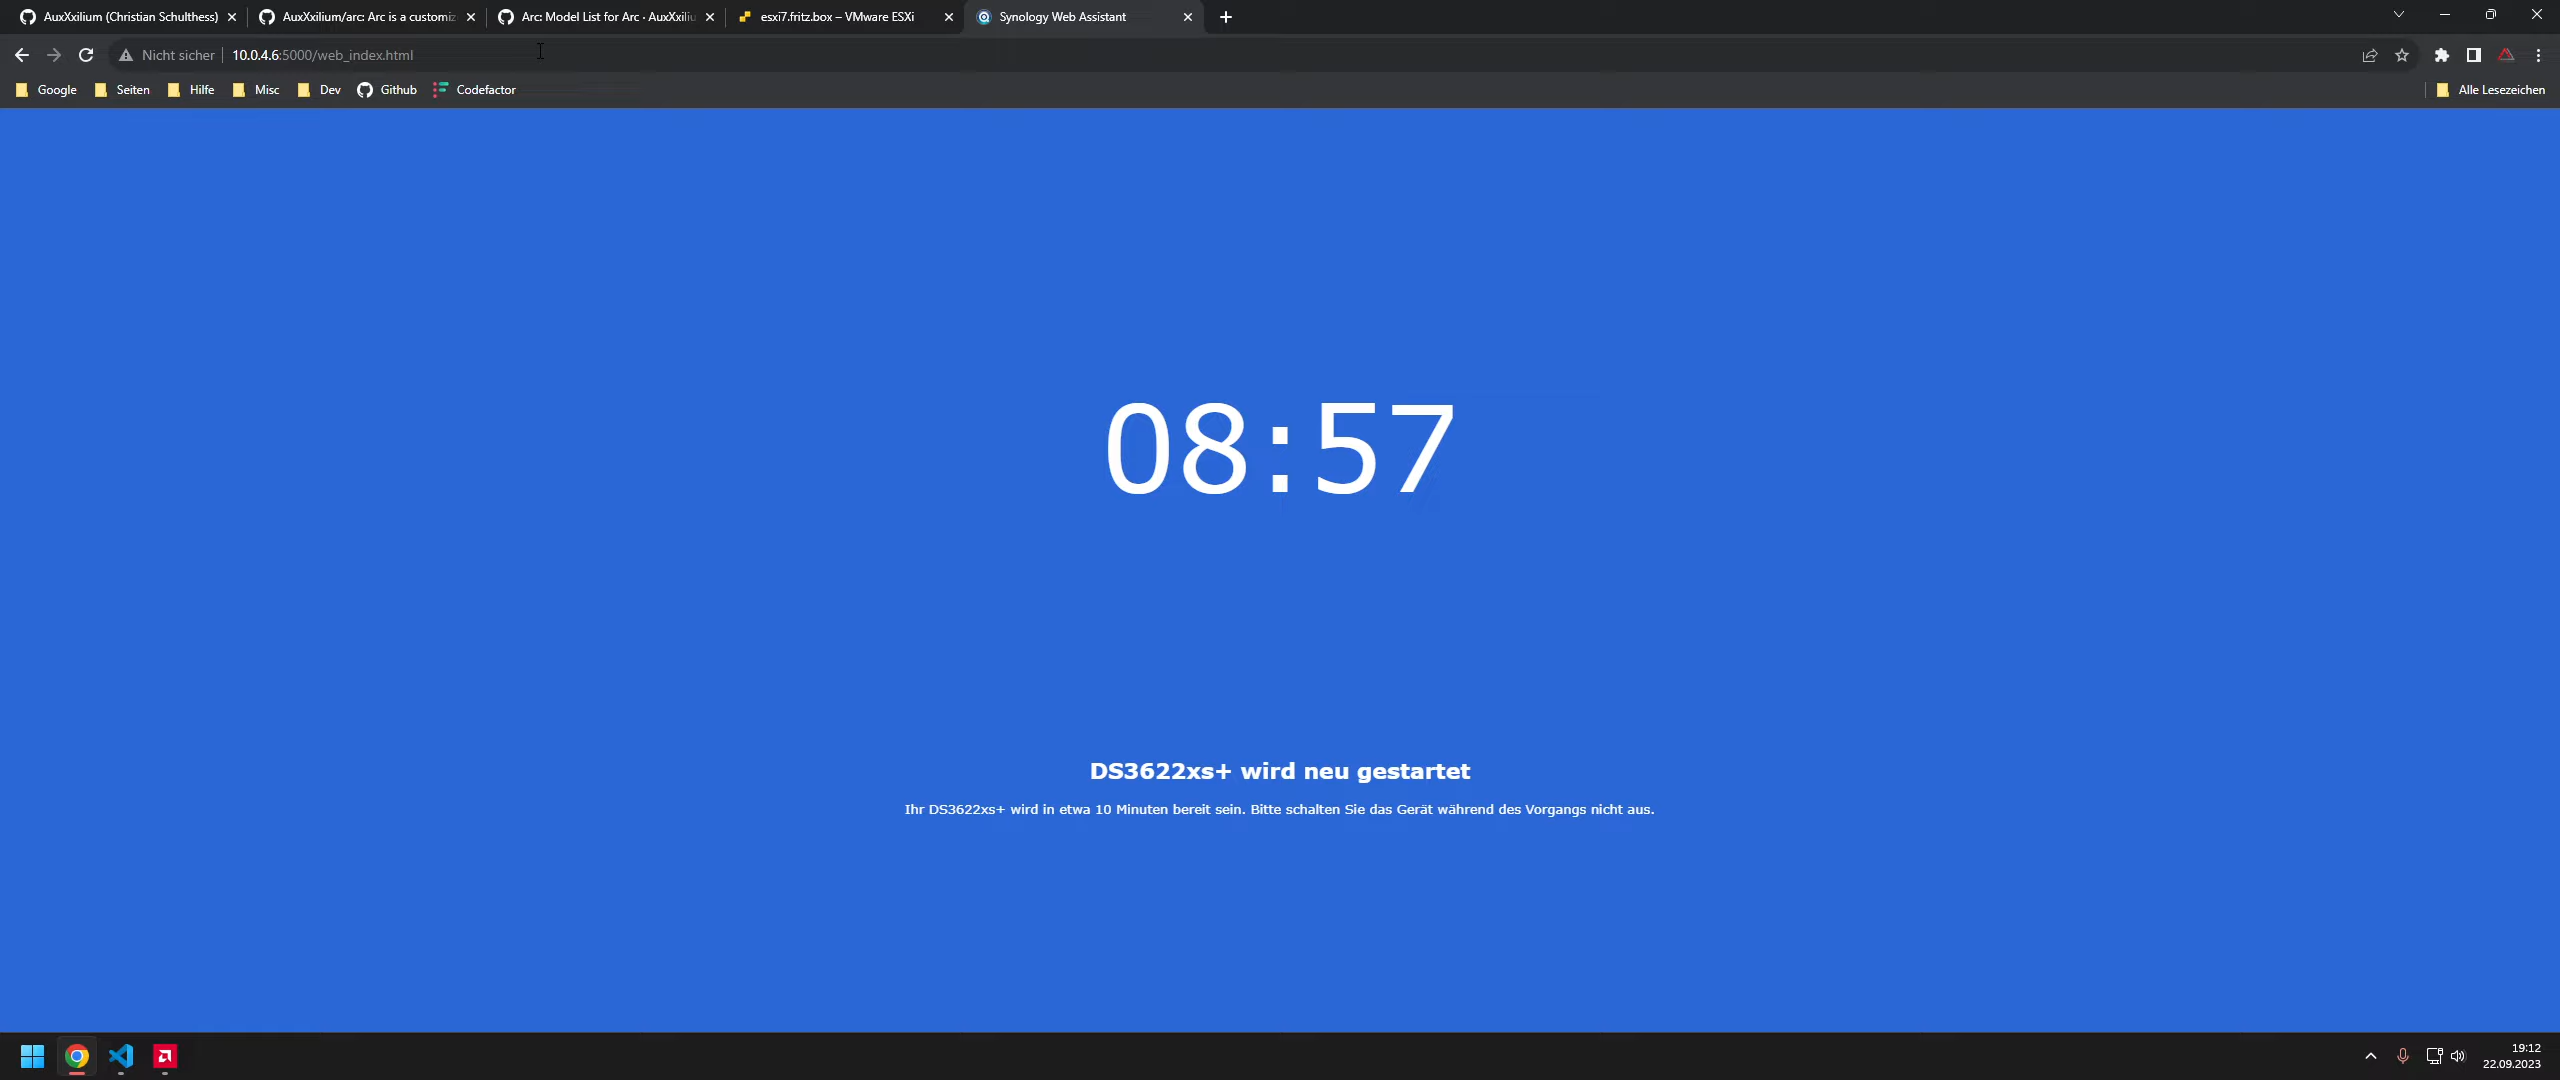 AuxXxilium (Christian Schulthess)
AuxXxilium/arc: Arc is a customiz
Arc: Model List for Arc · AuxXxiliu
esxi7.fritz.box – VMware ESXi
Synology Web Assistant
Nicht sicher
10.0.4.6:5000/web_index.html
Google
Seiten
Hilfe
Misc
Dev
Github
Codefactor
Alle Lesezeichen
08:57
DS3622xs+ wird neu gestartet
Ihr DS3622xs+ wird in etwa 10 Minuten bereit sein. Bitte schalten Sie das Gerät während des Vorgangs nicht aus.
19:12
22.09.2023